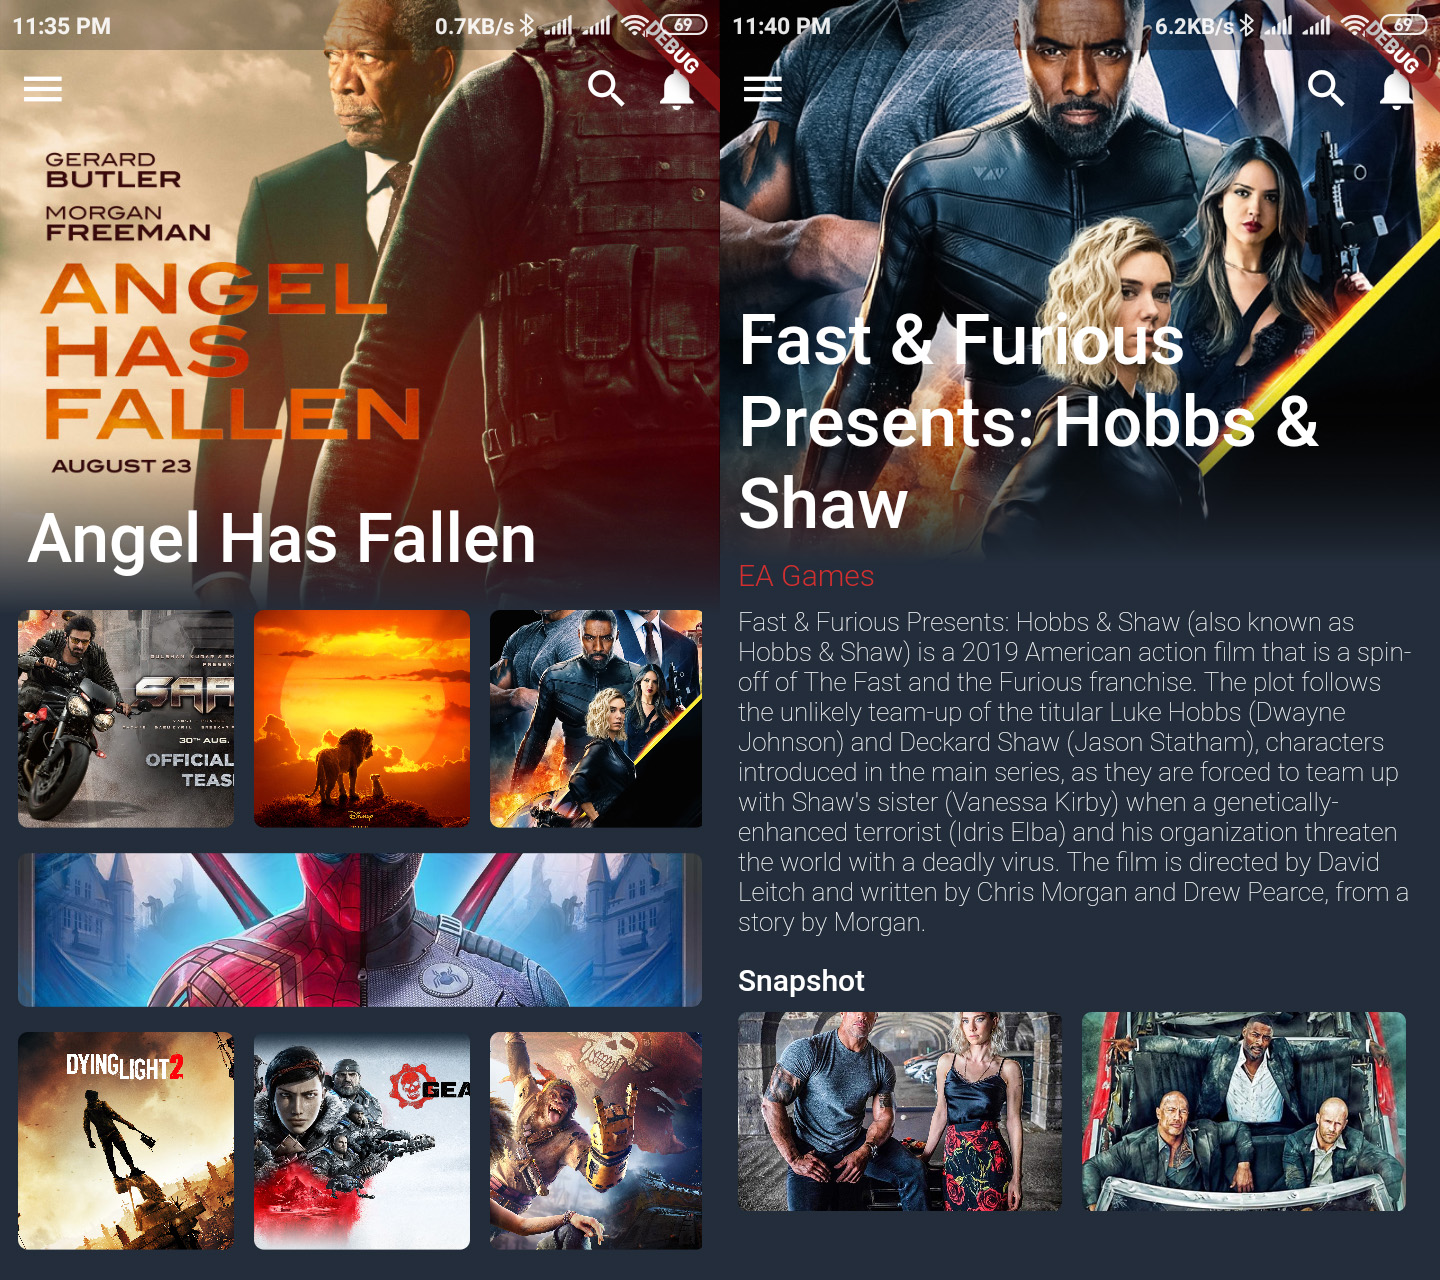 11:35 PM
0.7KB/s
69
DEBUG
GERARD
BUTLER
MORGAN
FREEMAN
ANGEL
HAS
FALLEN
AUGUST 23
Angel Has Fallen
30TH AUG.
OFFICIAL
Disney
DYING LIGHT 2
GEA
11:40 PM
6.2KB/s
69
DEBUG
Fast & Furious
Presents: Hobbs &
Shaw
EA Games
Fast & Furious Presents: Hobbs & Shaw (also known as
Hobbs & Shaw) is a 2019 American action film that is a spin-
off of The Fast and the Furious franchise. The plot follows
the unlikely team-up of the titular Luke Hobbs (Dwayne
Johnson) and Deckard Shaw (Jason Statham), characters
introduced in the main series, as they are forced to team up
with Shaw's sister (Vanessa Kirby) when a genetically-
enhanced terrorist (Idris Elba) and his organization threaten
the world with a deadly virus. The film is directed by David
Leitch and written by Chris Morgan and Drew Pearce, from a
story by Morgan.
Snapshot